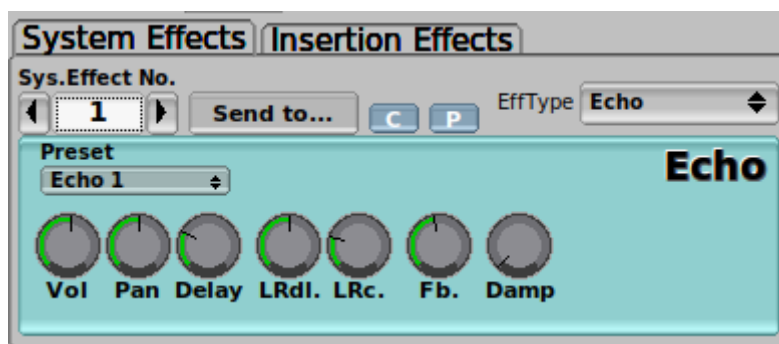 System Effects Insertion Effects
Sys.Effect No.
1 Send to... C P EffType Echo
Preset Echo
Echo 1
Vol Pan Delay LRdl. LRc. Fb. Damp